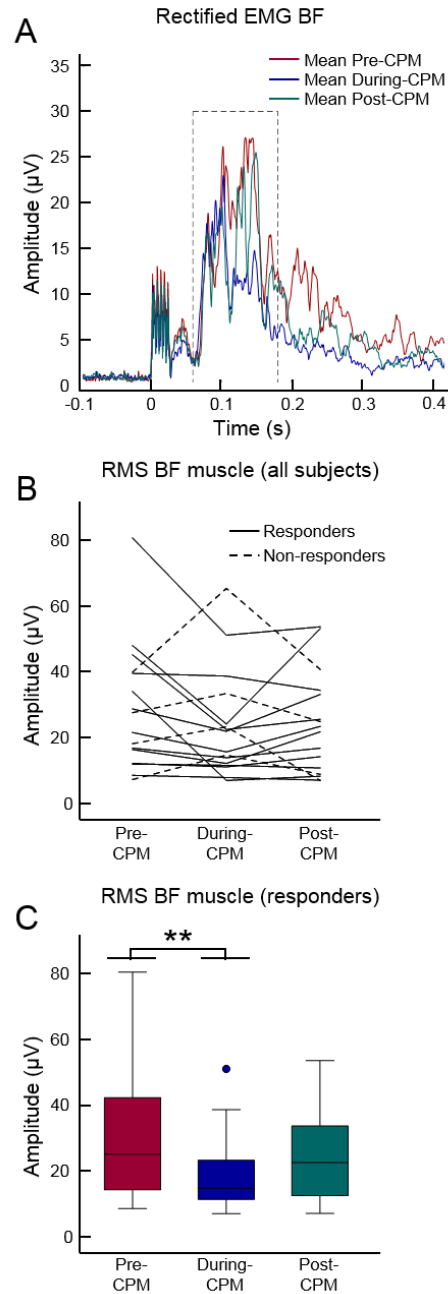 A
Rectified EMG BF
Mean Pre-CPM
Mean During-CPM
Mean Post-CPM
Amplitude (µV)
35
30
25
20
15
10
5
0
-0.1
0
0.1
0.2
0.3
0.4
Time (s)
B
RMS BF muscle (all subjects)
Responders
Non-responders
Amplitude (µV)
80
60
40
20
0
Pre-
CPM
During-
CPM
Post-
CPM
C
RMS BF muscle (responders)
**
Amplitude (µV)
80
60
40
20
0
Pre-
CPM
During-
CPM
Post-
CPM